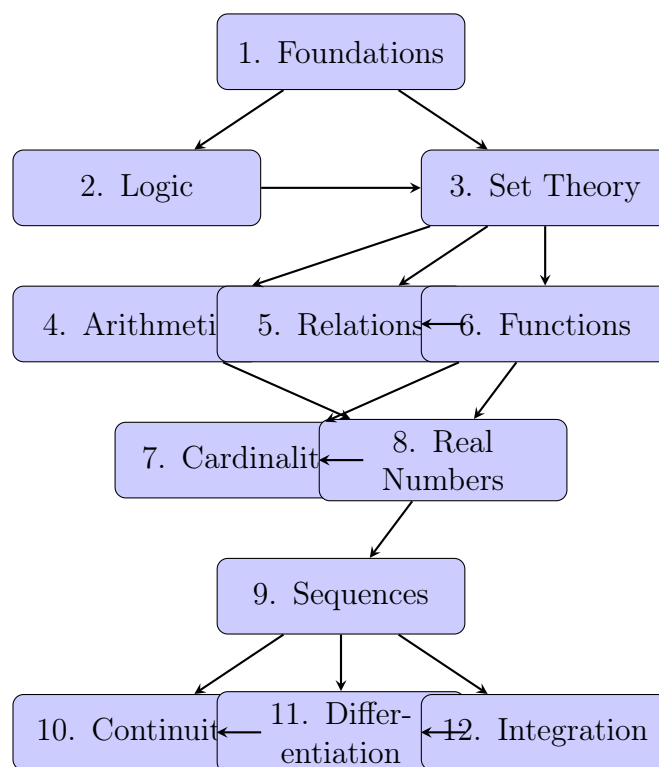 1. Foundations
2. Logic
3. Set Theory
4. Arithmeti
5. Relations
6. Functions
7. Cardinalit
8. Real
Numbers
9. Sequences
10. Continuit
11. Differ-
entiation
12. Integration